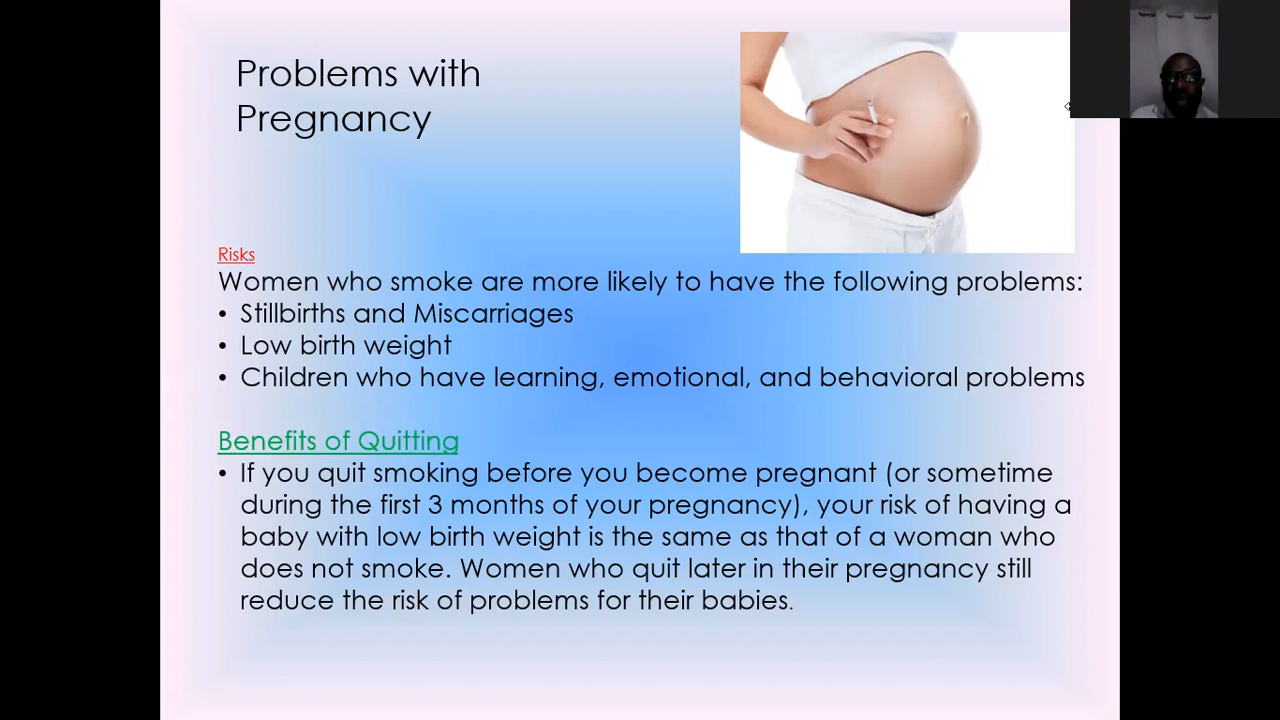 Problems with
Pregnancy
Risks
Women who smoke are more likely to have the following problems:
• Stillbirths and Miscarriages
• Low birth weight
• Children who have learning, emotional, and behavioral problems
Benefits of Quitting
• If you quit smoking before you become pregnant (or sometime
during the first 3 months of your pregnancy), your risk of having a
baby with low birth weight is the same as that of a woman who
does not smoke. Women who quit later in their pregnancy still
reduce the risk of problems for their babies.